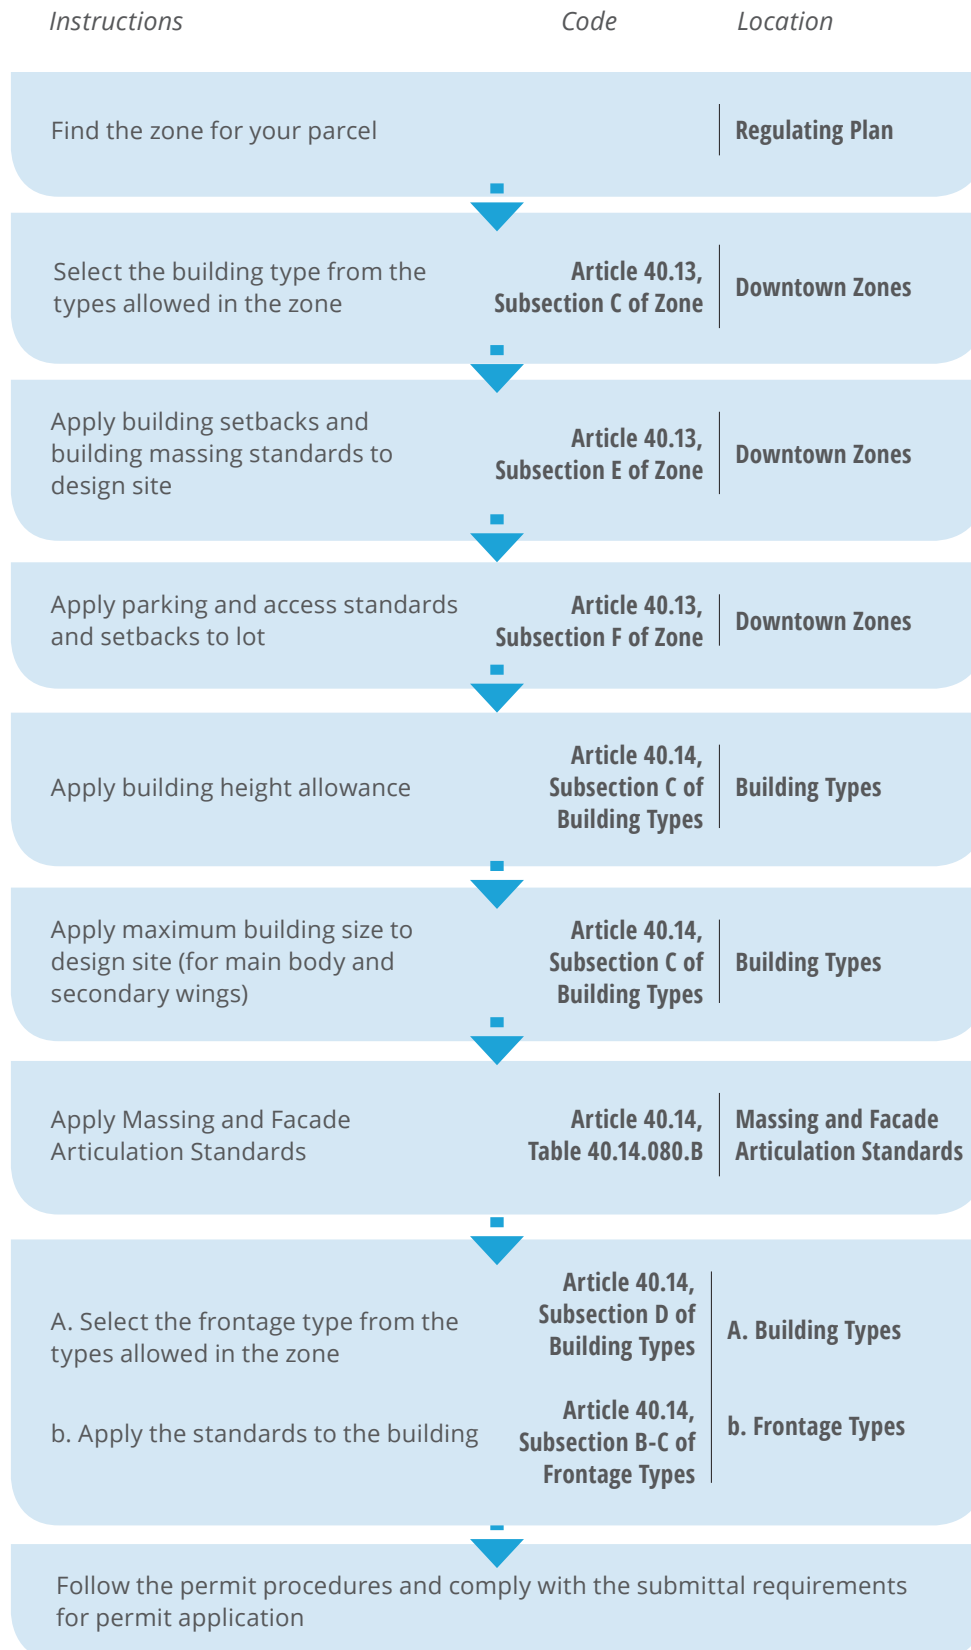 Instructions
Code
Location
Find the zone for your parcel
Regulating Plan
Select the building type from the
types allowed in the zone
Article 40.13,
Subsection C of Zone
Downtown Zones
Apply building setbacks and
building massing standards to
design site
Article 40.13,
Subsection E of Zone
Downtown Zones
Apply parking and access standards
and setbacks to lot
Article 40.13,
Subsection F of Zone
Downtown Zones
Apply building height allowance
Article 40.14,
Subsection C of
Building Types
Building Types
Apply maximum building size to
design site (for main body and
secondary wings)
Article 40.14,
Subsection C of
Building Types
Building Types
Apply Massing and Facade
Articulation Standards
Article 40.14,
Table 40.14.080.B
Massing and Facade
Articulation Standards
A. Select the frontage type from the
types allowed in the zone
Article 40.14,
Subsection D of
Building Types
A. Building Types
b. Apply the standards to the building
Article 40.14,
Subsection B-C of
Frontage Types
b. Frontage Types
Follow the permit procedures and comply with the submittal requirements
for permit application